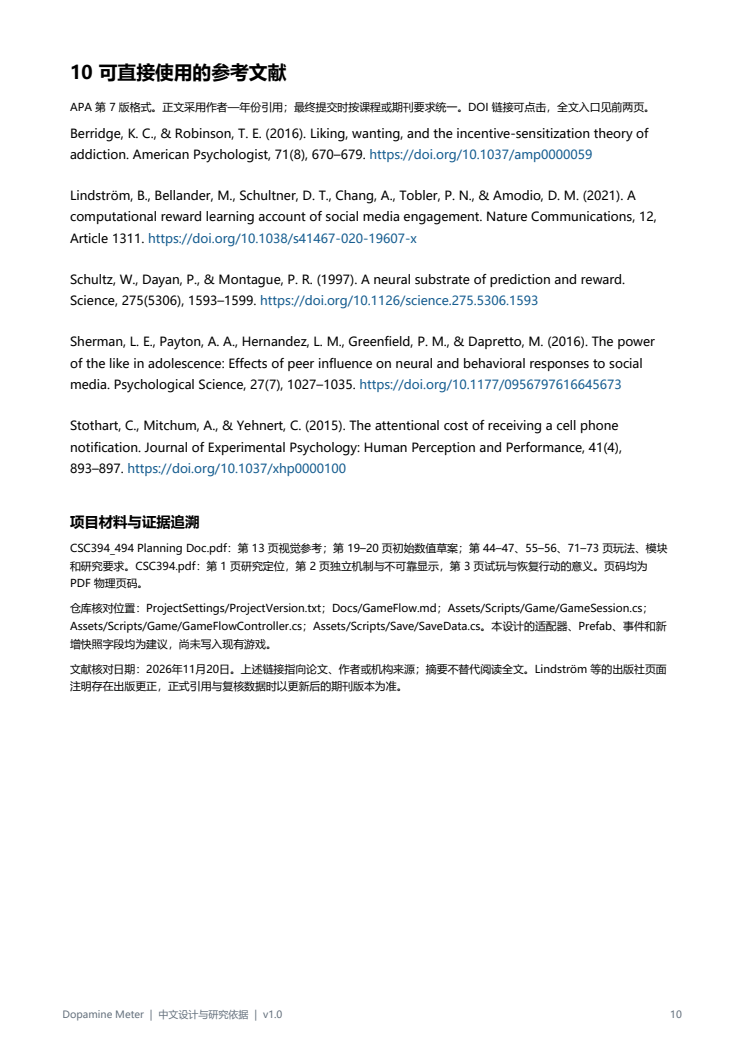 10 可直接使用的参考文献
APA 第 7 版格式。正文采用作者—年份引用；最终提交时按课程或期刊要求统一。DOI 链接可点击，全文入口见前两页。
Berridge, K. C., & Robinson, T. E. (2016). Liking, wanting, and the incentive-sensitization theory of
addiction. American Psychologist, 71(8), 670–679. https://doi.org/10.1037/amp0000059
Lindström, B., Bellander, M., Schultner, D. T., Chang, A., Tobler, P. N., & Amodio, D. M. (2021). A
computational reward learning account of social media engagement. Nature Communications, 12,
Article 1311. https://doi.org/10.1038/s41467-020-19607-x
Schultz, W., Dayan, P., & Montague, P. R. (1997). A neural substrate of prediction and reward.
Science, 275(5306), 1593–1599. https://doi.org/10.1126/science.275.5306.1593
Sherman, L. E., Payton, A. A., Hernandez, L. M., Greenfield, P. M., & Dapretto, M. (2016). The power
of the like in adolescence: Effects of peer influence on neural and behavioral responses to social
media. Psychological Science, 27(7), 1027–1035. https://doi.org/10.1177/0956797616645673
Stothart, C., Mitchum, A., & Yehnert, C. (2015). The attentional cost of receiving a cell phone
notification. Journal of Experimental Psychology: Human Perception and Performance, 41(4),
893–897. https://doi.org/10.1037/xhp0000100
项目材料与证据追溯
CSC394_494 Planning Doc.pdf：第 13 页视觉参考；第 19–20 页初始数值草案；第 44–47、55–56、71–73 页玩法、模块
和研究要求。CSC394.pdf：第 1 页研究定位，第 2 页独立机制与不可靠显示，第 3 页试玩与恢复行动的意义。页码均为
PDF 物理页码。
仓库核对位置：ProjectSettings/ProjectVersion.txt；Docs/GameFlow.md；Assets/Scripts/Game/GameSession.cs；
Assets/Scripts/Game/GameFlowController.cs；Assets/Scripts/Save/SaveData.cs。本设计的适配器、Prefab、事件和新
增快照字段均为建议，尚未写入现有游戏。
文献核对日期：2026年11月20日。上述链接指向论文、作者或机构来源；摘要不替代阅读全文。Lindström 等的出版社页面
注明存在出版更正，正式引用与复核数据时以更新后的期刊版本为准。
Dopamine Meter | 中文设计与研究依据 | v1.0
10